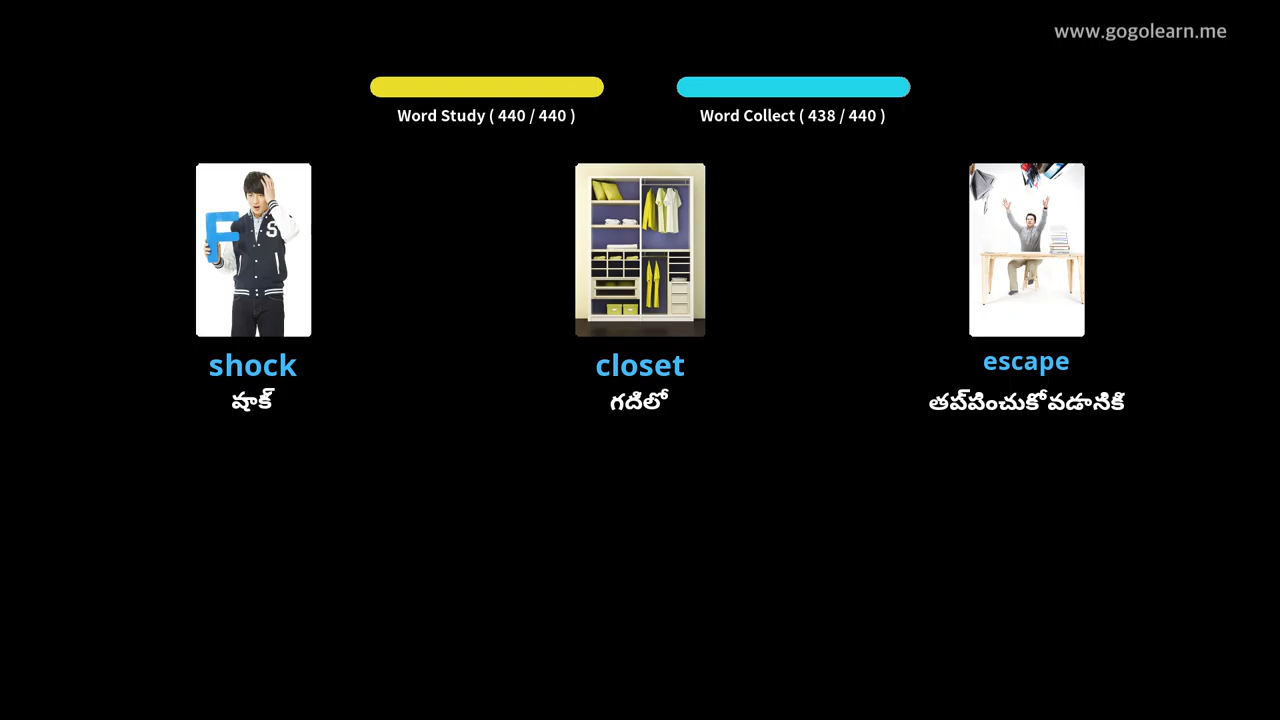 www.gogolearn.me
Word Study ( 440 / 440 )
Word Collect ( 438 / 440 )
F
S
shock
closet
escape
షాక్
గదిలో
తప్పించుకోవడానికి